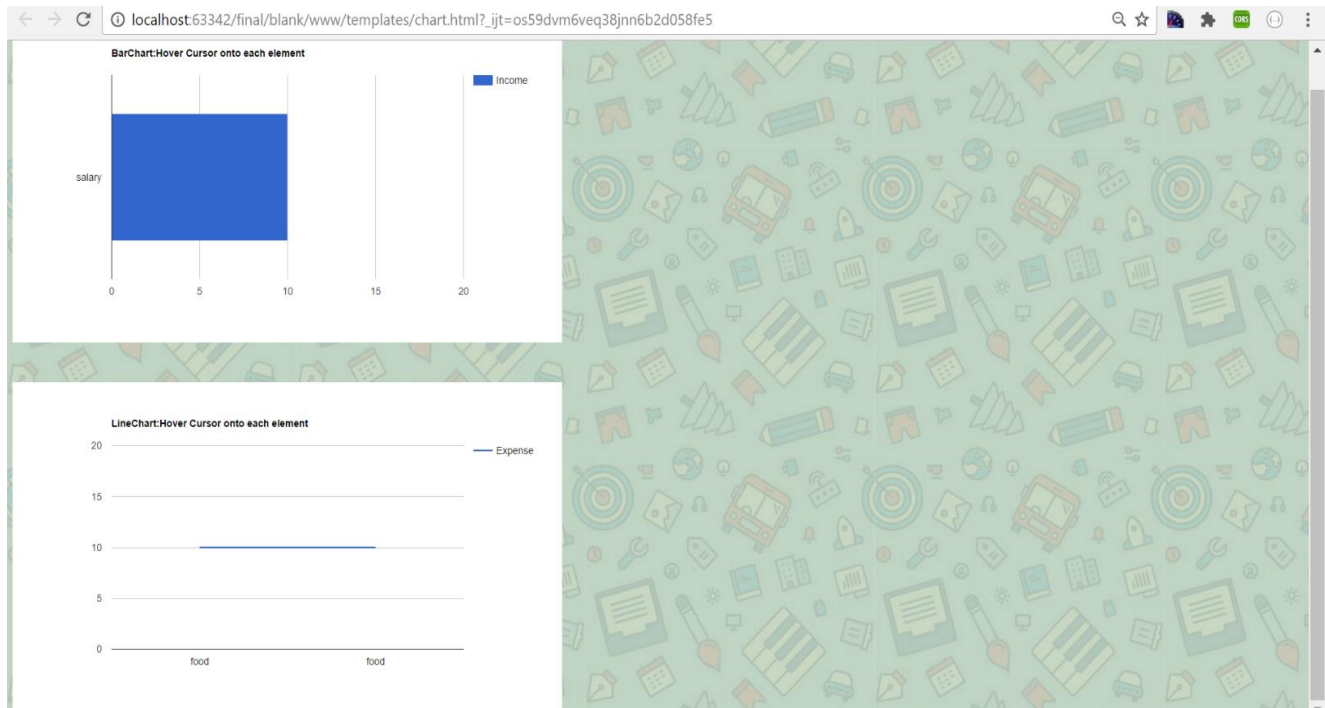 localhost:63342/final/blank/www/templates/chart.html?_ijt=os59dvm6veq38jnn6b2d058fe5
CORS
BarChart:Hover Cursor onto each element
Income
salary
0 5 10 15 20
LineChart:Hover Cursor onto each element
20
Expense
15
10
5
0
food food